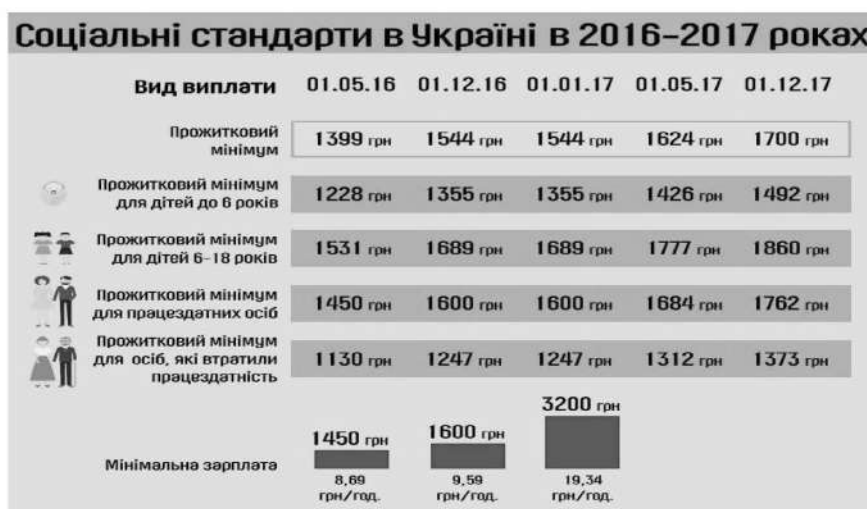 Соціальні стандарти в Україні в 2016–2017 роках
Вид виплати 01.05.16 01.12.16 01.01.17 01.05.17 01.12.17
Прожитковий
мінімум 1399 грн 1544 грн 1544 грн 1624 грн 1700 грн
Прожитковий мінімум
для дітей до 6 років 1228 грн 1355 грн 1355 грн 1426 грн 1492 грн
Прожитковий мінімум
для дітей 6–18 років 1531 грн 1689 грн 1689 грн 1777 грн 1860 грн
Прожитковий мінімум
для працездатних осіб 1450 грн 1600 грн 1600 грн 1684 грн 1762 грн
Прожитковий мінімум
для осіб, які втратили 1130 грн 1247 грн 1247 грн 1312 грн 1373 грн
працездатність
3200 грн
1450 грн 1600 грн
Мінімальна зарплата
8,69 9,59 19,34
грн/год. грн/год. грн/год.